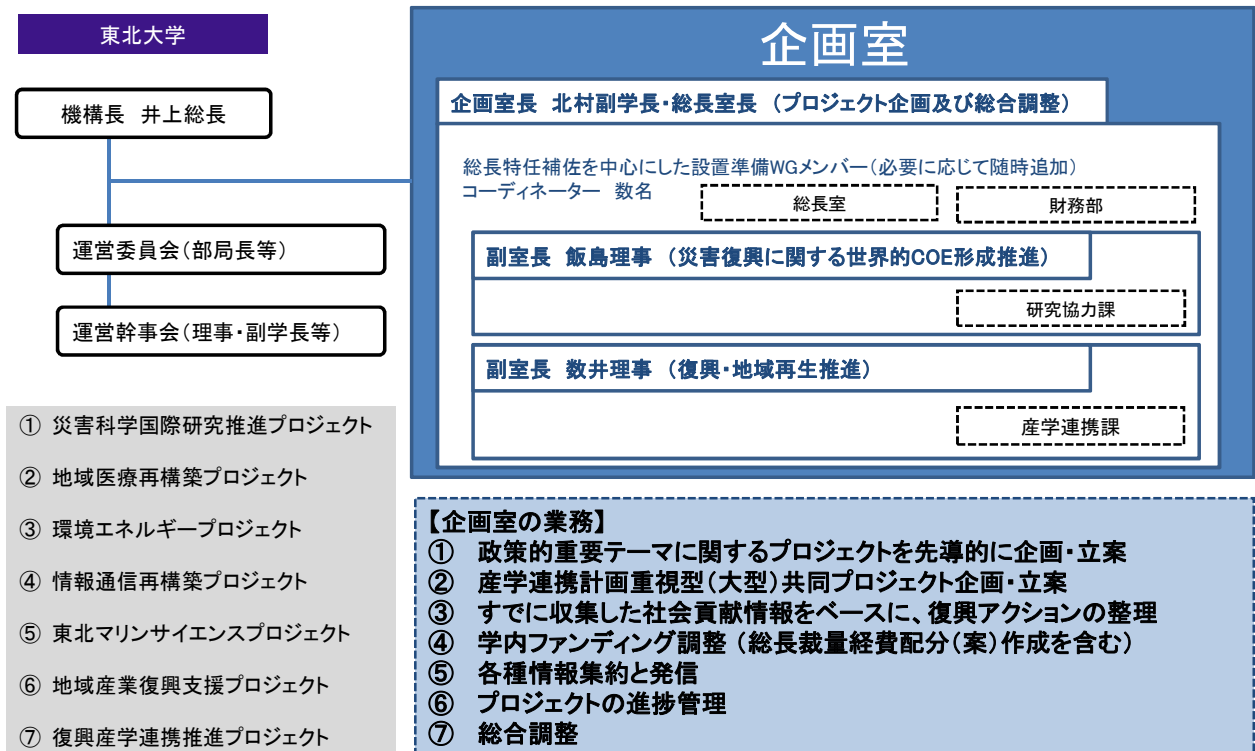 東北大学
機構長　井上総長
運営委員会（部局長等）
運営幹事会（理事・副学長等）
① 災害科学国際研究推進プロジェクト
② 地域医療再構築プロジェクト
③ 環境エネルギープロジェクト
④ 情報通信再構築プロジェクト
⑤ 東北マリンサイエンスプロジェクト
⑥ 地域産業復興支援プロジェクト
⑦ 復興産学連携推進プロジェクト
企画室
企画室長　北村副学長・総長室長　（プロジェクト企画及び総合調整）
総長特任補佐を中心にした設置準備WGメンバー（必要に応じて随時追加）
コーディネーター　数名
総長室
財務部
副室長　飯島理事　（災害復興に関する世界的COE形成推進）
研究協力課
副室長　数井理事　（復興・地域再生推進）
産学連携課
【企画室の業務】
①　政策的重要テーマに関するプロジェクトを先導的に企画・立案
②　産学連携計画重視型（大型）共同プロジェクト企画・立案
③　すでに収集した社会貢献情報をベースに、復興アクションの整理
④　学内ファンディング調整（総長裁量経費配分（案）作成を含む）
⑤　各種情報集約と発信
⑥　プロジェクトの進捗管理
⑦　総合調整